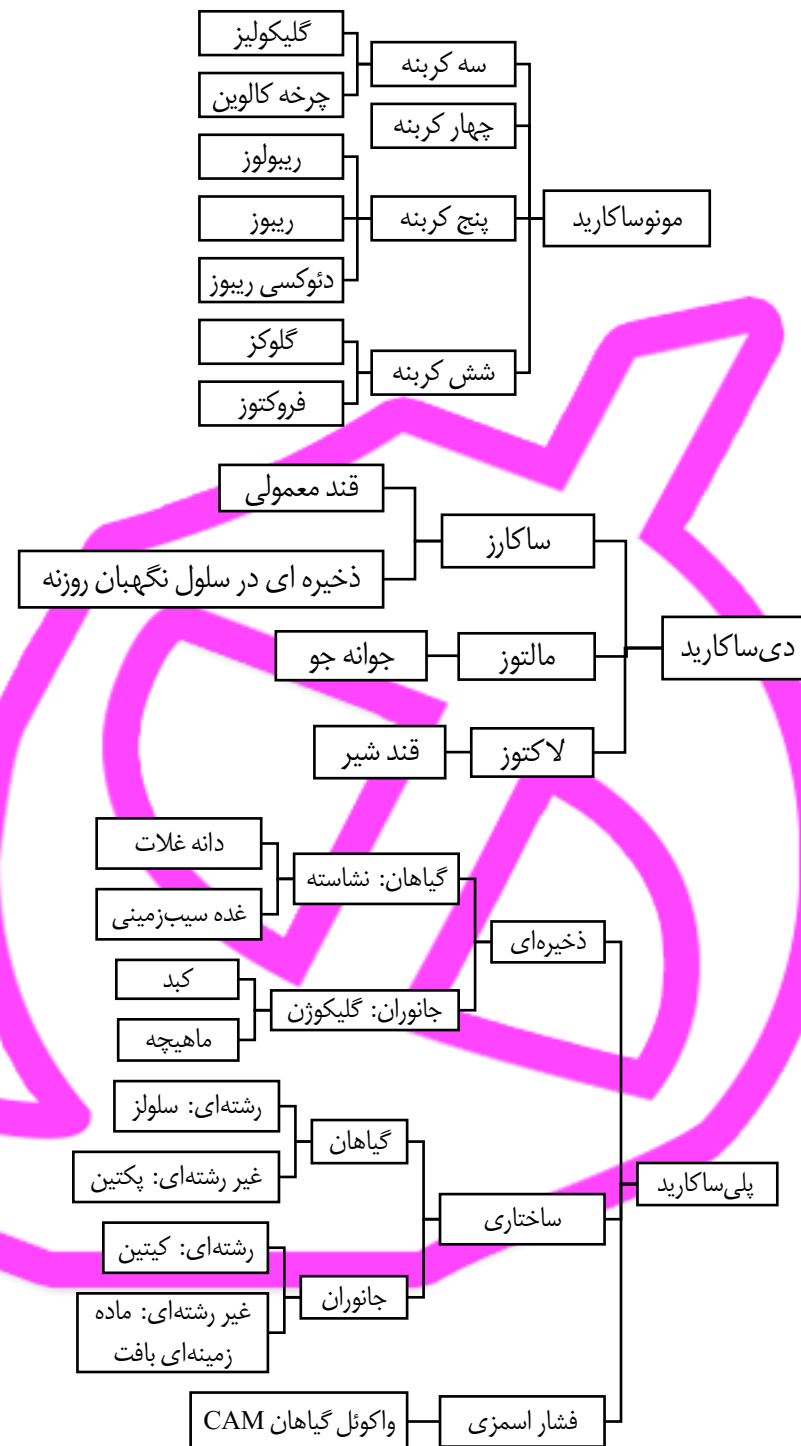 مونوساکارید
سه کربنه
گلیکولیز
چرخه کالوین
چهار کربنه
پنج کربنه
ریبولوز
ریبوز
دئوکسی ریبوز
شش کربنه
گلوکز
فروکتوز
دی‌ساکارید
ساکارز
قند معمولی
ذخیره ای در سلول نگهبان روزنه
مالتوز
جوانه جو
لاکتوز
قند شیر
پلی‌ساکارید
ذخیره‌ای
گیاهان: نشاسته
دانه غلات
غده سیب‌زمینی
جانوران: گلیکوژن
کبد
ماهیچه
ساختاری
گیاهان
رشته‌ای: سلولز
غیر رشته‌ای: پکتین
جانوران
رشته‌ای: کیتین
غیر رشته‌ای: ماده
زمینه‌ای بافت
فشار اسمزی
واکوئل گیاهان CAM